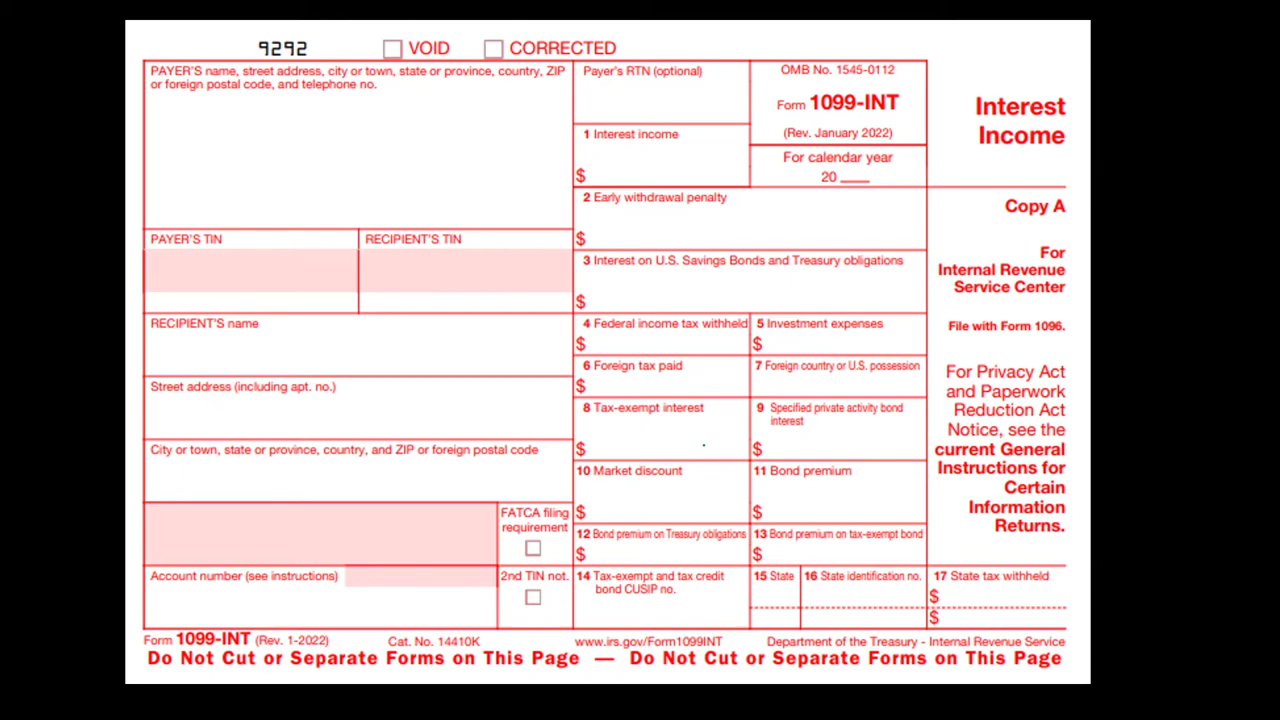 9292
VOID
CORRECTED
PAYER'S name, street address, city or town, state or province, country, ZIP
or foreign postal code, and telephone no.
Payer's RTN (optional)
OMB No. 1545-0112
Form 1099-INT
(Rev. January 2022)
For calendar year
20 ____
Interest
Income
1 Interest income
$
2 Early withdrawal penalty
$
Copy A
PAYER'S TIN
RECIPIENT'S TIN
3 Interest on U.S. Savings Bonds and Treasury obligations
$
For
Internal Revenue
Service Center
File with Form 1096.
RECIPIENT'S name
4 Federal income tax withheld
$
5 Investment expenses
$
6 Foreign tax paid
$
7 Foreign country or U.S. possession
For Privacy Act
and Paperwork
Reduction Act
Notice, see the
current General
Instructions for
Certain
Information
Returns.
Street address (including apt. no.)
8 Tax-exempt interest
$
9 Specified private activity bond
interest
$
City or town, state or province, country, and ZIP or foreign postal code
10 Market discount
$
11 Bond premium
$
FATCA filing
requirement
12 Bond premium on Treasury obligations
$
13 Bond premium on tax-exempt bond
$
Account number (see instructions)
2nd TIN not.
14 Tax-exempt and tax credit
bond CUSIP no.
15 State
16 State identification no.
17 State tax withheld
$
$
Form 1099-INT (Rev. 1-2022)
Cat. No. 14410K
www.irs.gov/Form1099INT
Department of the Treasury - Internal Revenue Service
Do Not Cut or Separate Forms on This Page — Do Not Cut or Separate Forms on This Page